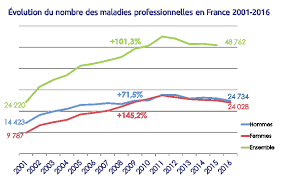 Évolution du nombre des maladies professionnelles en France 2001-2016
+101,3%
48 762
+71,5%
24 734
24 220
24 028
14 423
+145,2%
9 787
Hommes
Femmes
Ensemble
2001 2002 2003 2004 2005 2006 2007 2008 2009 2010 2011 2012 2013 2014 2015 2016